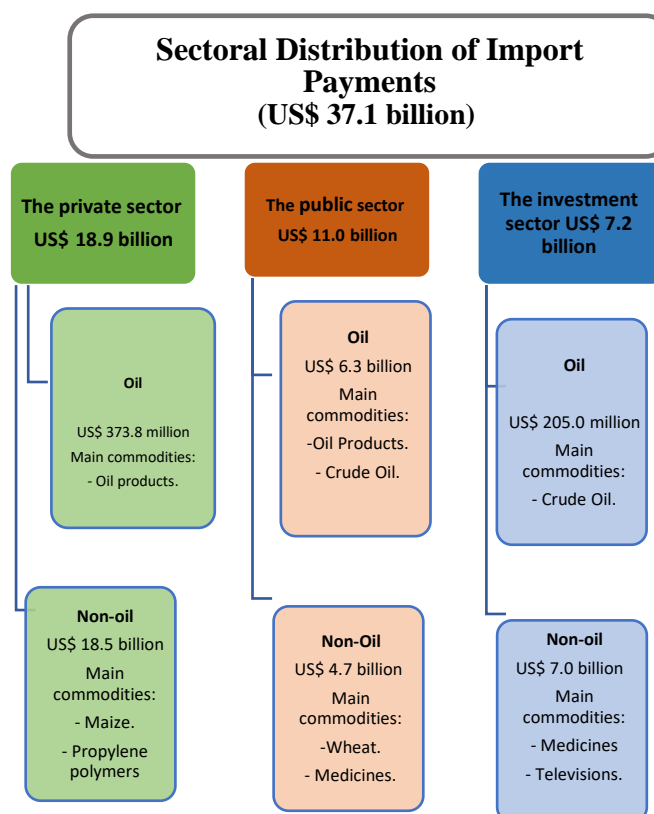 Sectoral Distribution of Import
Payments
(US$ 37.1 billion)
The private sector
US$ 18.9 billion
The public sector
US$ 11.0 billion
The investment
sector US$ 7.2
billion
Oil
US$ 373.8 million
Main commodities:
- Oil products.
Oil
US$ 6.3 billion
Main
commodities:
-Oil Products.
- Crude Oil.
Oil
US$ 205.0 million
Main
commodities:
- Crude Oil.
Non-oil
US$ 18.5 billion
Main
commodities:
- Maize.
- Propylene
polymers
Non-Oil
US$ 4.7 billion
Main
commodities:
-Wheat.
- Medicines.
Non-oil
US$ 7.0 billion
Main
commodities:
- Medicines
- Televisions.